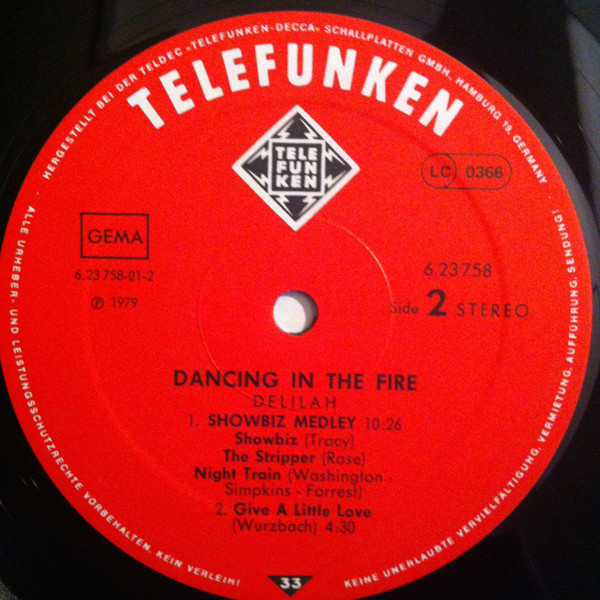 HERGESTELLT BEI DER TELDEC »TELEFUNKEN-DECCA« SCHALLPLATTEN GMBH, HAMBURG 19, GERMANY
TELEFUNKEN
TELE
FUN
KEN
LC 0366
GEMA
6.23 758-01-2
℗ 1979
6.23758
Side 2 STEREO
DANCING IN THE FIRE
DELILAH
1. SHOWBIZ MEDLEY 10:26
Showbiz (Tracy)
The Stripper (Rose)
Night Train (Washington -
Simpkins - Forrest)
2. Give A Little Love
(Wurzbach) 4:30
33
ALLE URHEBER- UND LEISTUNGSSCHUTZRECHTE VORBEHALTEN. KEIN VERLEIH!
KEINE UNERLAUBTE VERVIELFÄLTIGUNG, VERMIETUNG, AUFFÜHRUNG, SENDUNG!